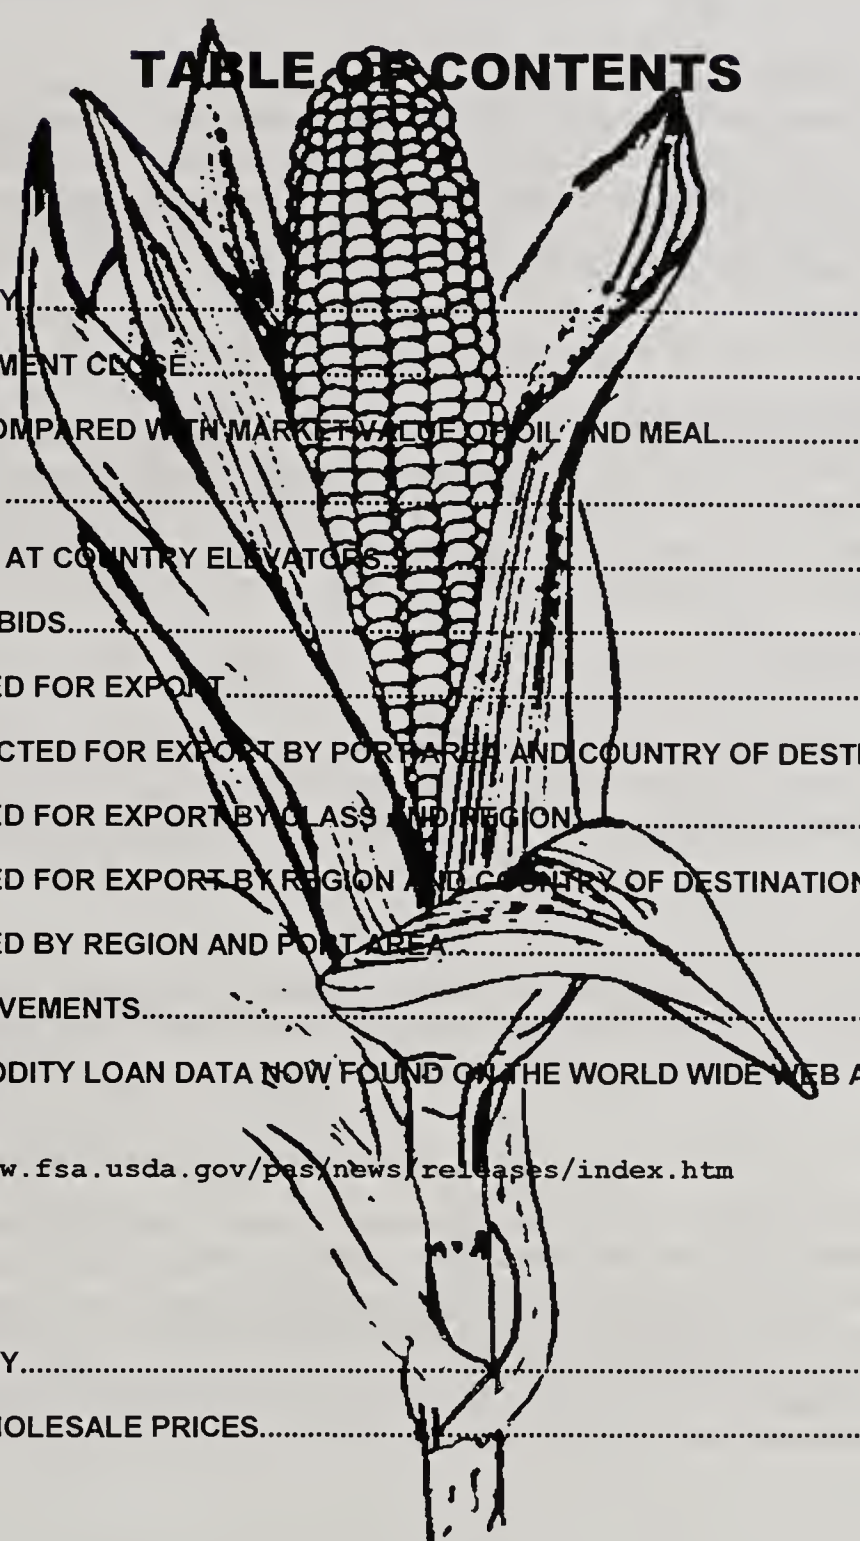 TABLE OF CONTENTS
Y
MENT CLOSE
OMPARED WITH MARKET VALUE OF OIL AND MEAL
AT COUNTRY ELEVATORS
BIDS
ED FOR EXPORT
CTED FOR EXPORT BY PORT AREA AND COUNTRY OF DESTI
ED FOR EXPORT BY CLASS AND REGION
ED FOR EXPORT BY REGION AND COUNTRY OF DESTINATION
ED BY REGION AND PORT AREA
VEMENTS
ODITY LOAN DATA NOW FOUND ON THE WORLD WIDE WEB A
w.fsa.usda.gov/pas/news/releases/index.htm
Y
HOLESALE PRICES